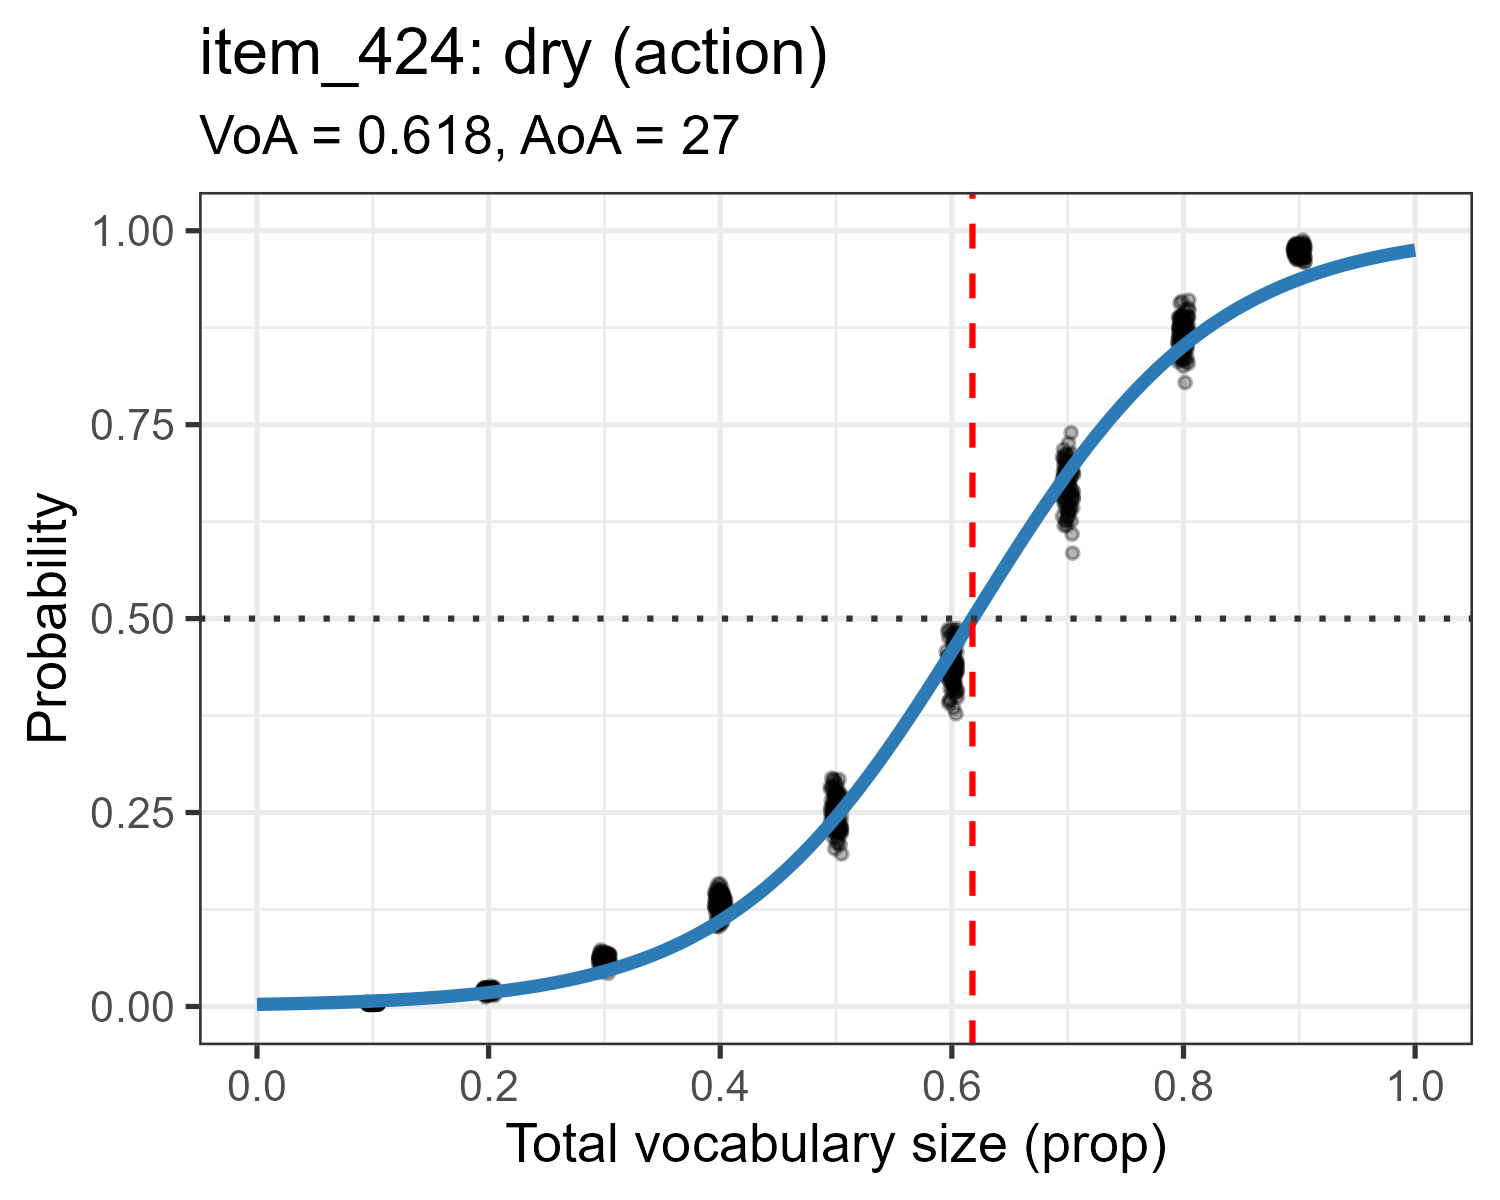 item_424: dry (action)
VoA = 0.618, AoA = 27
1.00
0.75
0.50
0.25
0.00
Probability
0.0 0.2 0.4 0.6 0.8 1.0
Total vocabulary size (prop)